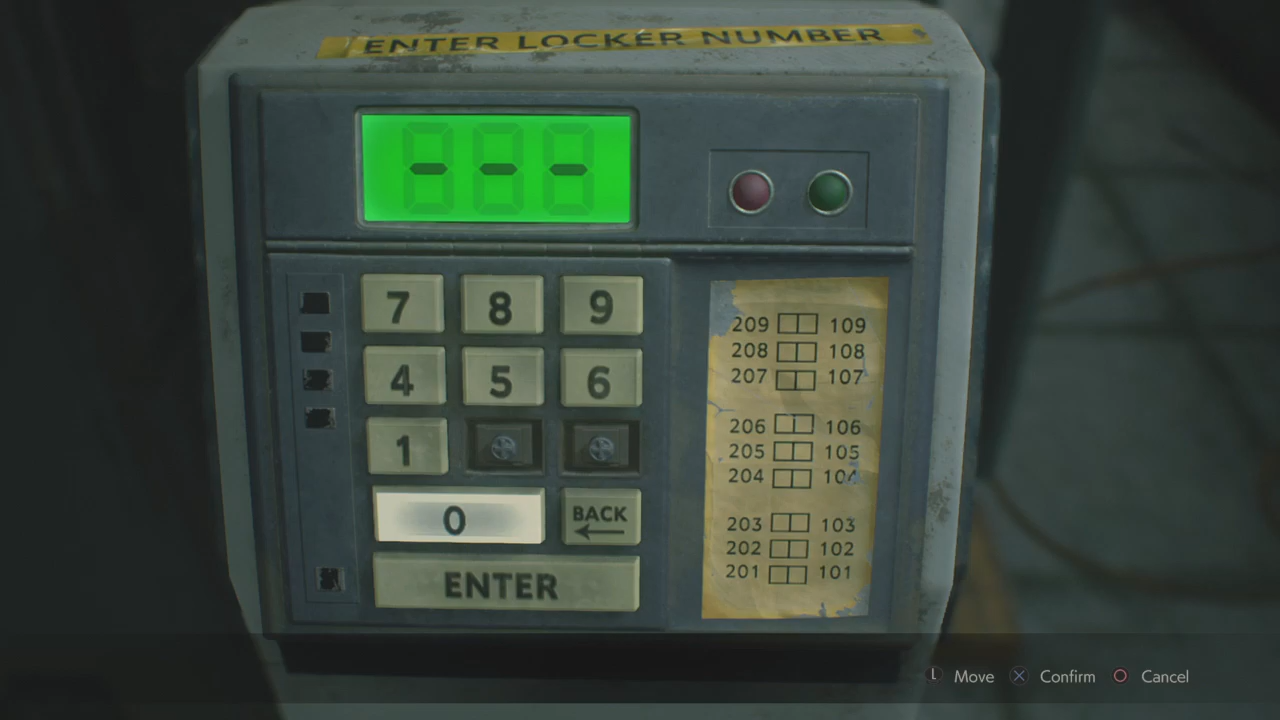 ENTER LOCKER NUMBER
- - -
7 8 9
4 5 6
1
0 BACK
ENTER
209 109
208 108
207 107
206 106
205 105
204 104
203 103
202 102
201 101
L Move Confirm Cancel